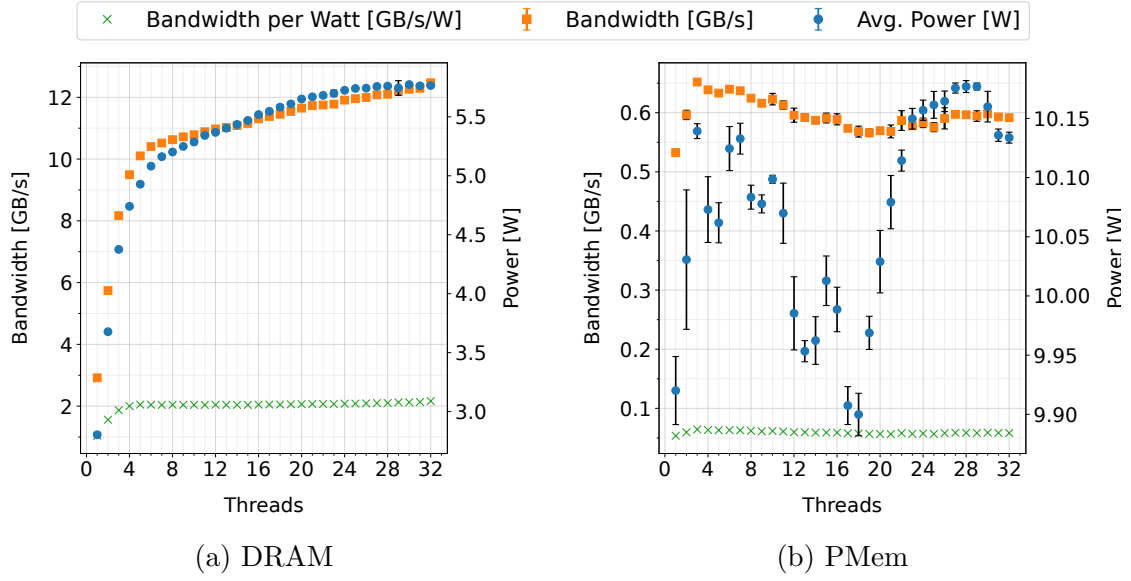 Bandwidth per Watt [GB/s/W] Bandwidth [GB/s] Avg. Power [W]
12
10
8
6
4
2
Bandwidth [GB/s]
5.5
5.0
4.5
4.0
3.5
3.0
Power [W]
0 4 8 12 16 20 24 28 32
Threads
(a) DRAM
0.6
0.5
0.4
0.3
0.2
0.1
Bandwidth [GB/s]
10.15
10.10
10.05
10.00
9.95
9.90
Power [W]
0 4 8 12 16 20 24 28 32
Threads
(b) PMem